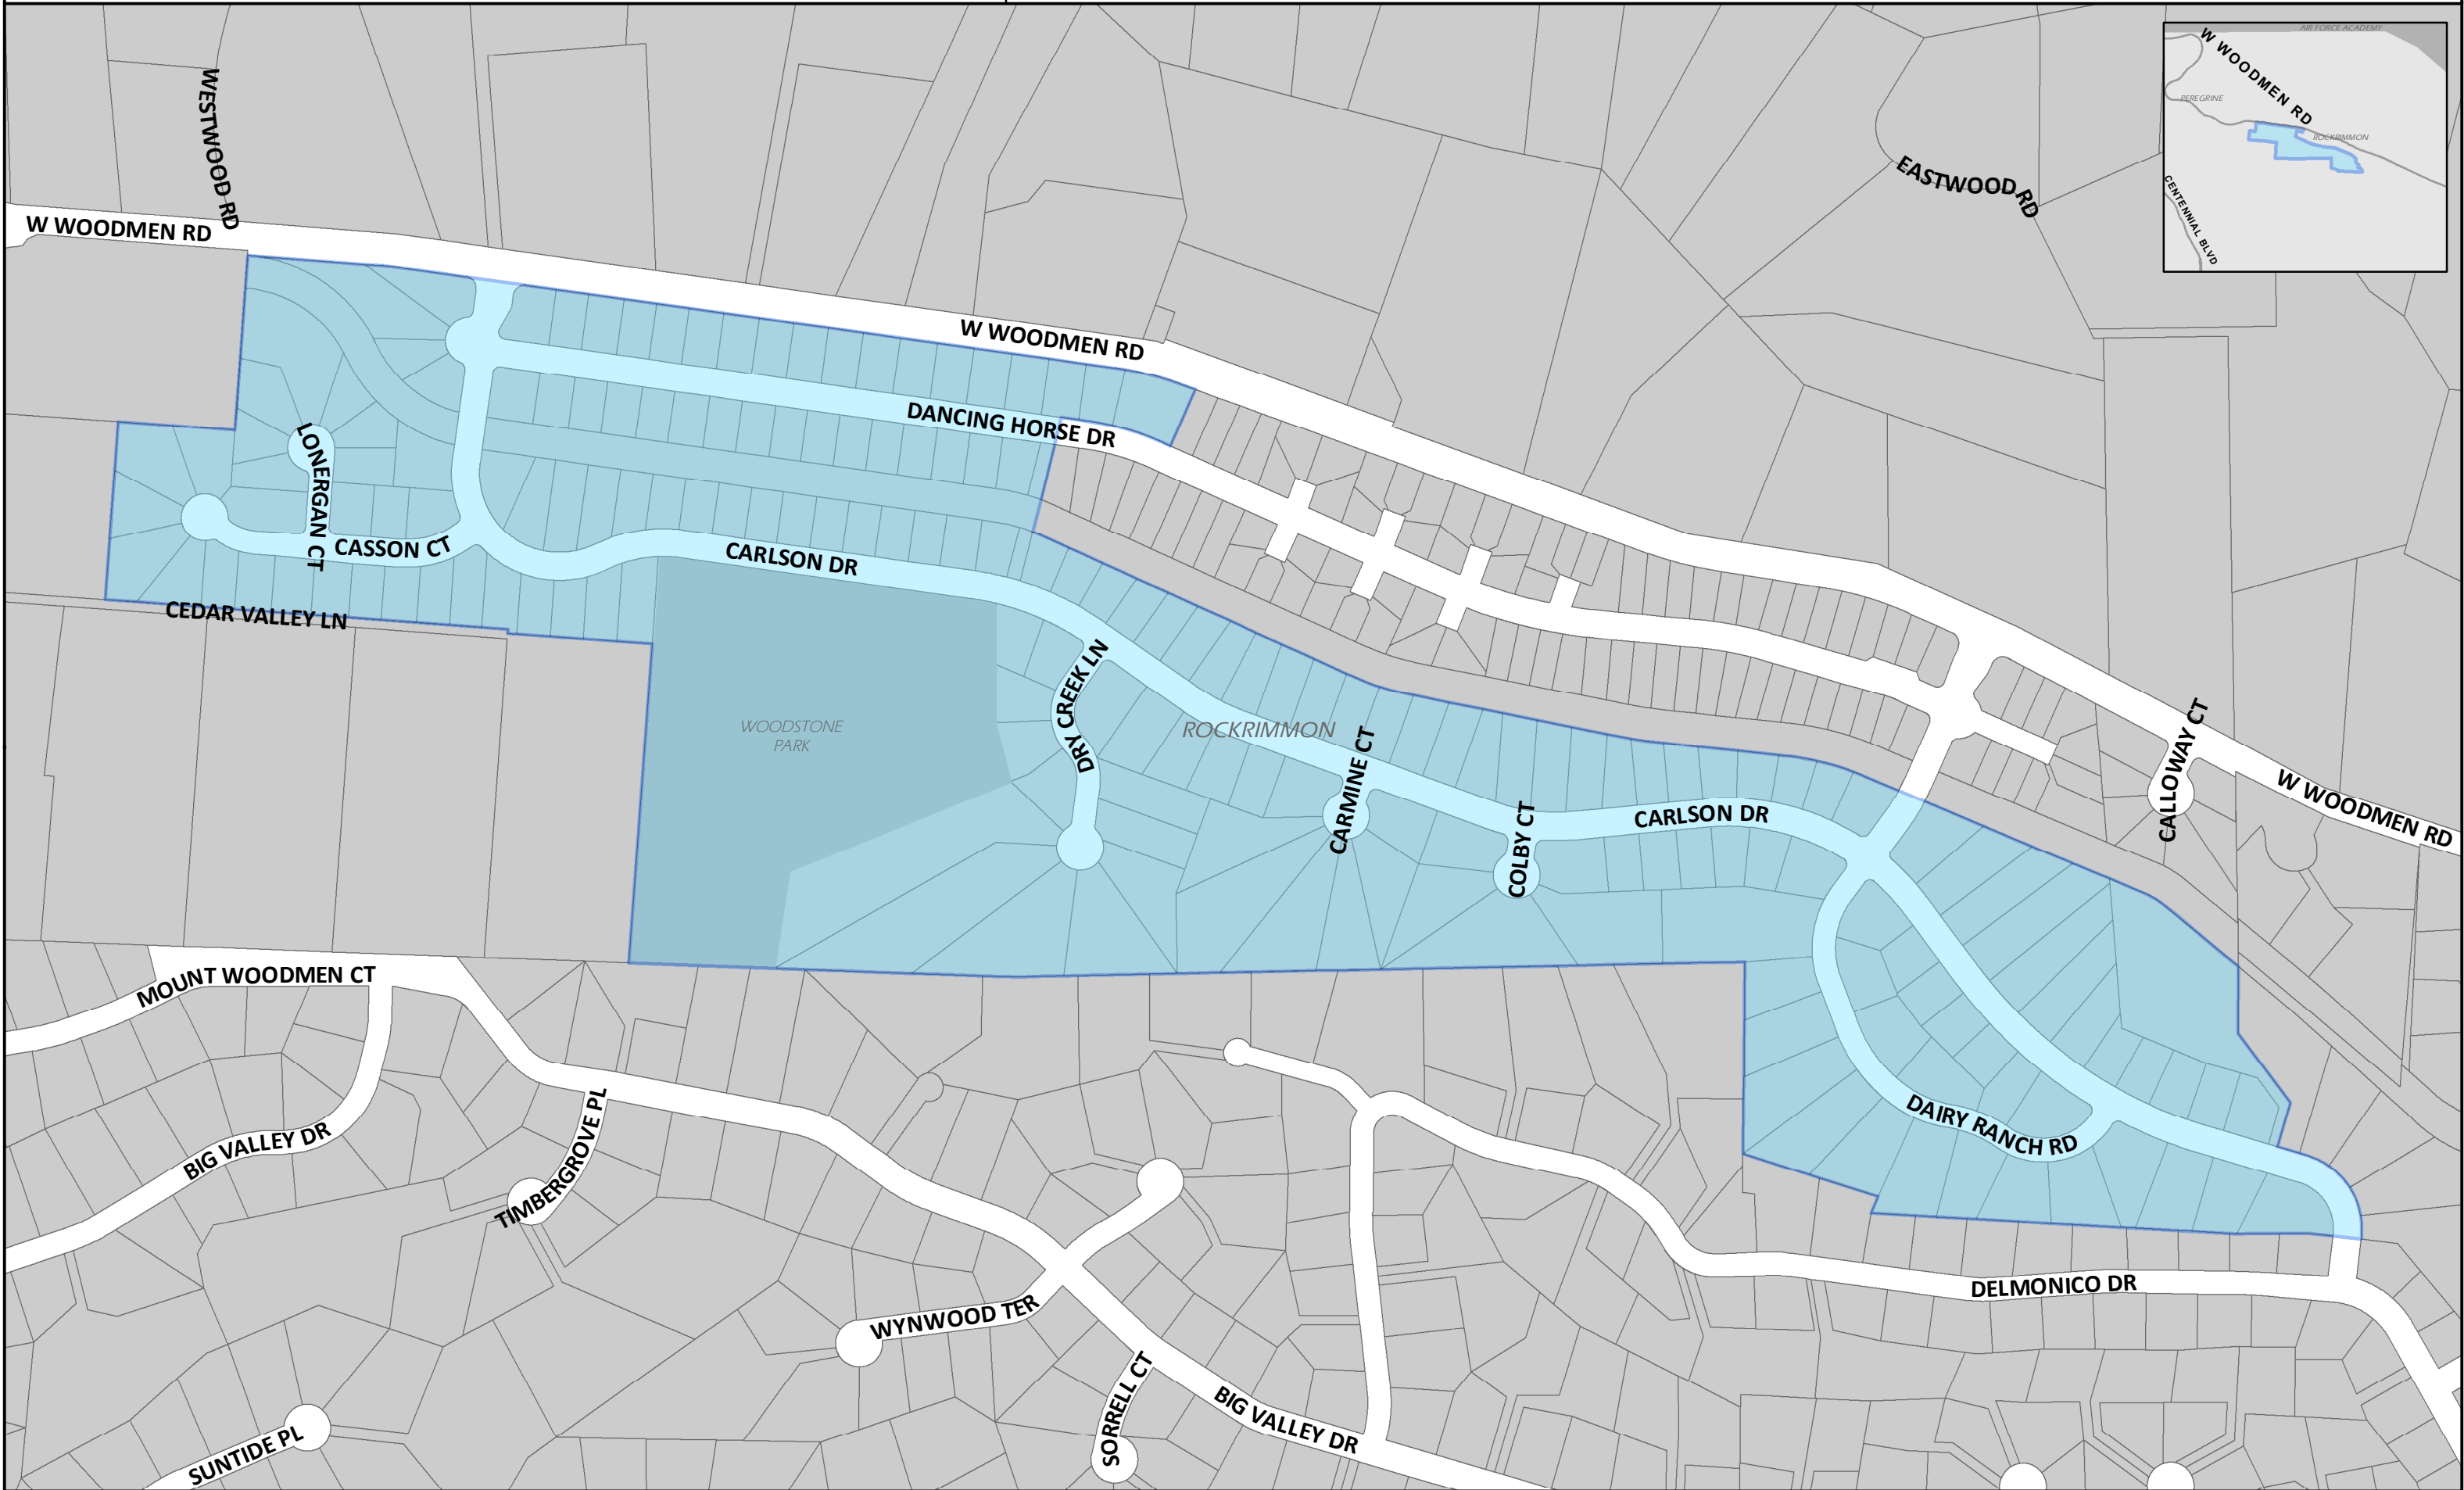 AIR FORCE ACADEMY
W WOODMEN RD
PEREGRINE
ROCKRIMMON
CENTENNIAL BLVD
WESTWOOD RD
EASTWOOD RD
W WOODMEN RD
W WOODMEN RD
DANCING HORSE DR
LONERGAN CT
CASSON CT
CARLSON DR
CEDAR VALLEY LN
WOODSTONE
PARK
DRY CREEK LN
ROCKRIMMON
CARMINE CT
COLBY CT
CARLSON DR
CALLOWAY CT
W WOODMEN RD
MOUNT WOODMEN CT
BIG VALLEY DR
TIMBERGROVE PL
DAIRY RANCH RD
DELMONICO DR
WYNWOOD TER
SORRELL CT
BIG VALLEY DR
SUNTIDE PL